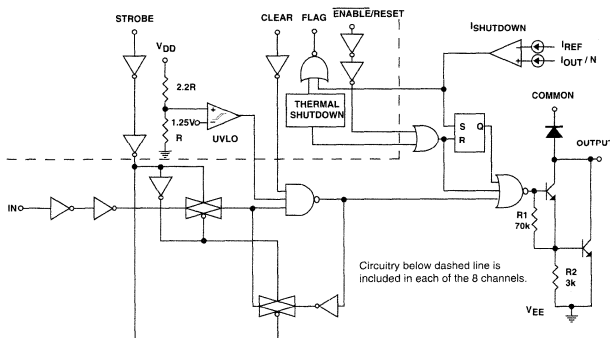 STROBE
CLEAR FLAG ENABLE/RESET
ISHUTDOWN
IREF
IOUT / N
VDD
2.2R
1.25V
R
UVLO
THERMAL
SHUTDOWN
S Q
R
COMMON
OUTPUT
IN
R1
70k
R2
3k
Circuitry below dashed line is
included in each of the 8 channels.
VEE